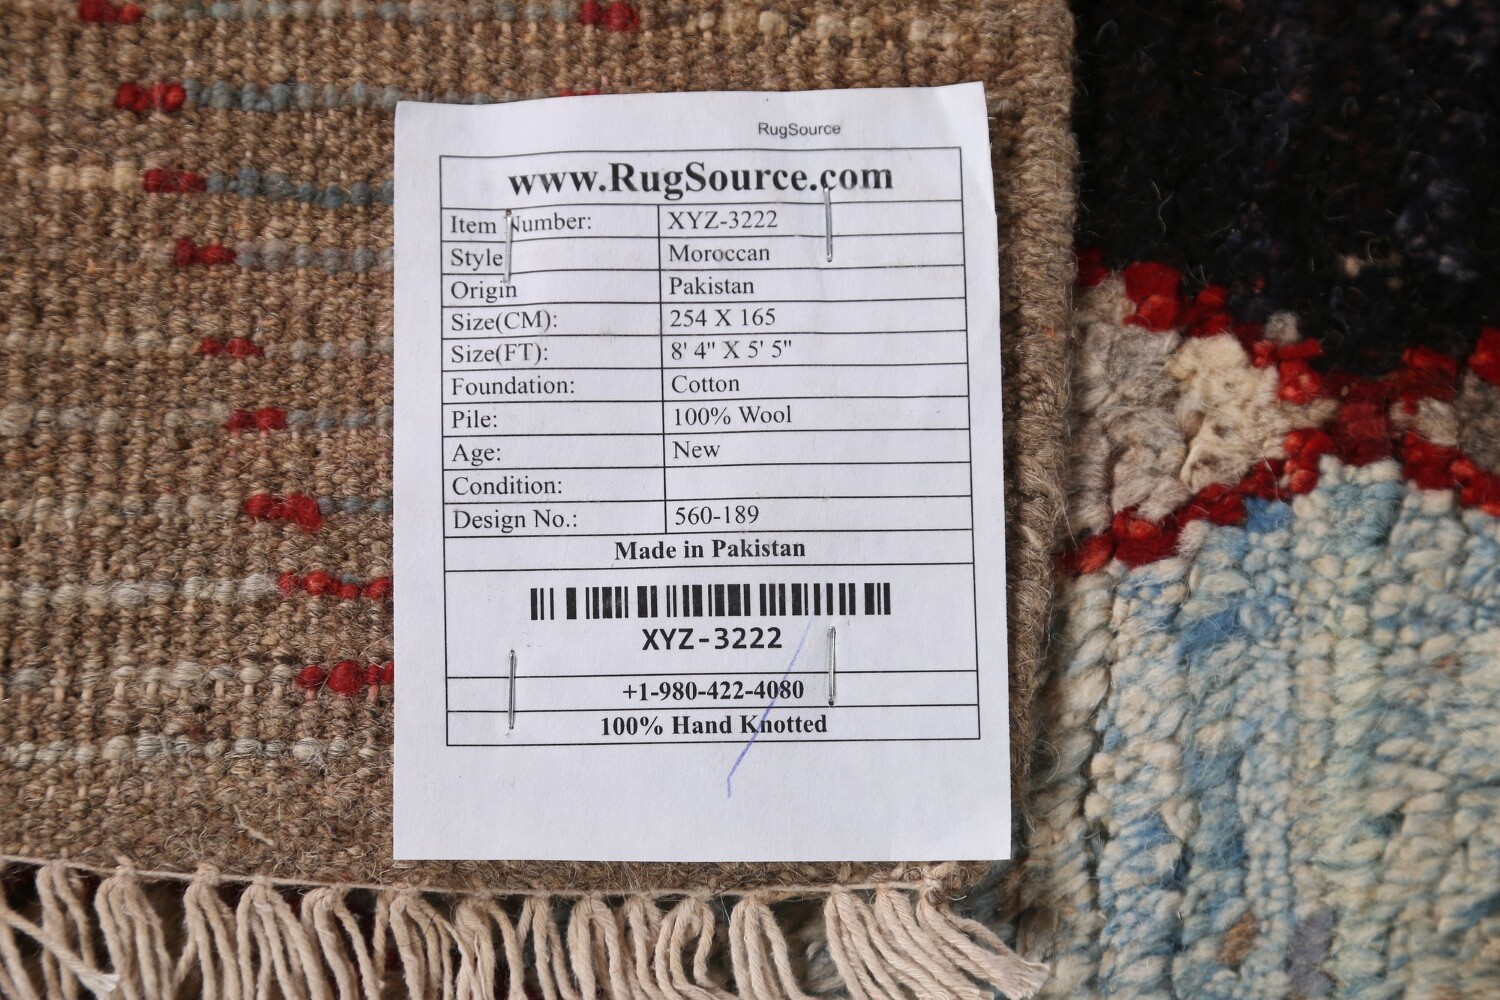 RugSource
www.RugSource.com
Item Number: XYZ-3222
Style Moroccan
Origin Pakistan
Size(CM): 254 X 165
Size(FT): 8' 4" X 5' 5"
Foundation: Cotton
Pile: 100% Wool
Age: New
Condition:
Design No.: 560-189
Made in Pakistan
XYZ-3222
+1-980-422-4080
100% Hand Knotted